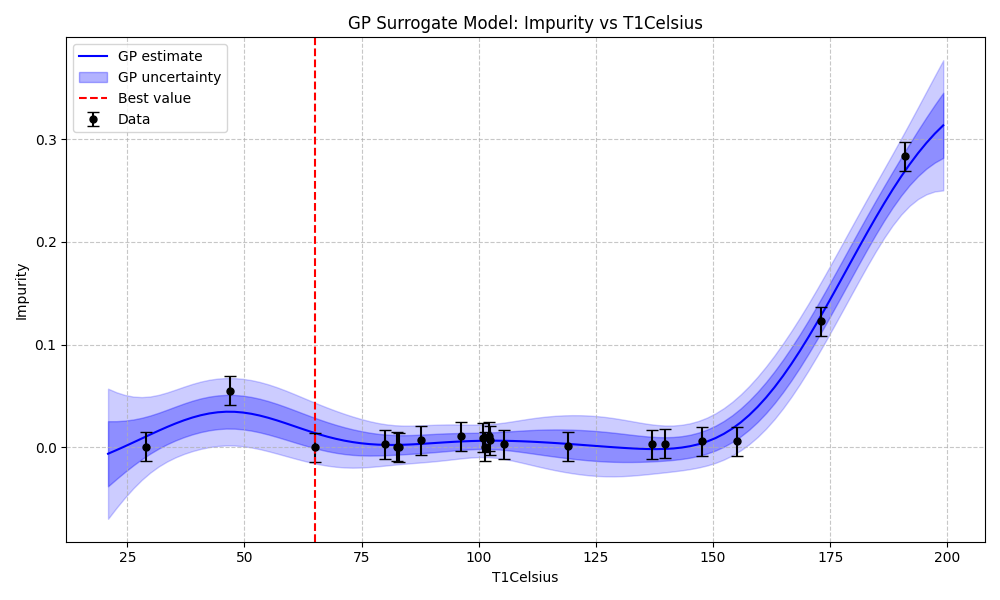 GP Surrogate Model: Impurity vs T1Celsius
GP estimate
GP uncertainty
Best value
Data
Impurity
0.3
0.2
0.1
0.0
25
50
75
100
125
150
175
200
T1Celsius